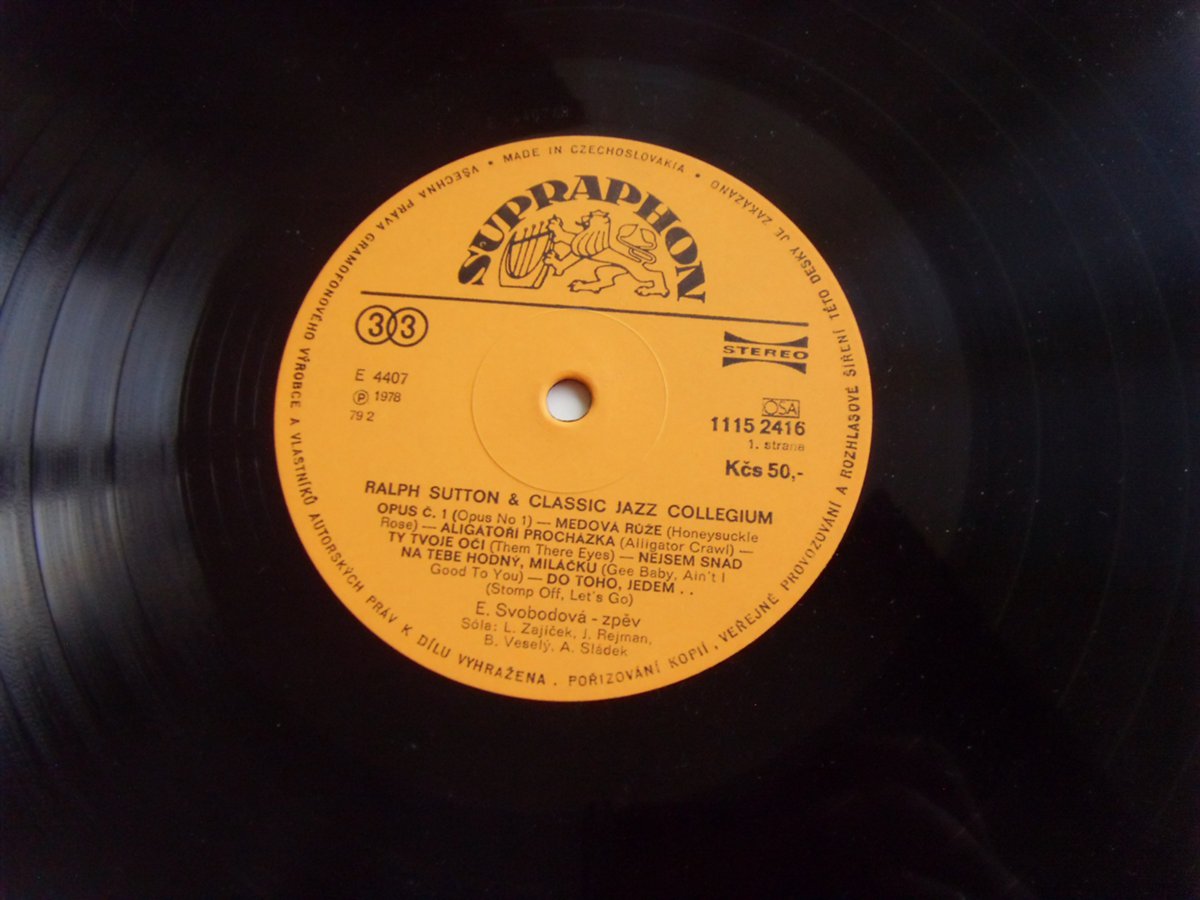 VŠECHNA PRÁVA GRAMOFONOVÉHO VÝROBCE A VLASTNÍKŮ AUTORSKÝCH PRÁV K DÍLU VYHRAŽENA . POŘIZOVÁNÍ KOPIÍ, VEŘEJNÉ PROVOZOVÁNÍ A ROZHLASOVÉ ŠÍŘENÍ TÉTO DESKY JE ZAKÁZÁNO
• MADE IN CZECHOSLOVAKIA •
SUPRAPHON
33
STEREO
E 4407
Ⓟ 1978
79 2
OSA
1115 2416
1. strana
Kčs 50,-
RALPH SUTTON & CLASSIC JAZZ COLLEGIUM
OPUS Č. 1 (Opus No 1) — MEDOVÁ RŮŽE (Honeysuckle
Rose) — ALIGÁTOŘÍ PROCHÁZKA (Alligator Crawl) —
TY TVOJE OČI (Them There Eyes) — NEJSEM SNAD
NA TEBE HODNÝ, MILÁČKU (Gee Baby, Ain't I
Good To You) — DO TOHO, JEDEM . .
(Stomp Off, Let's Go)
E. Svobodová - zpěv
Sóla: L. Zajíček, J. Rejman,
B. Veselý, A. Sládek